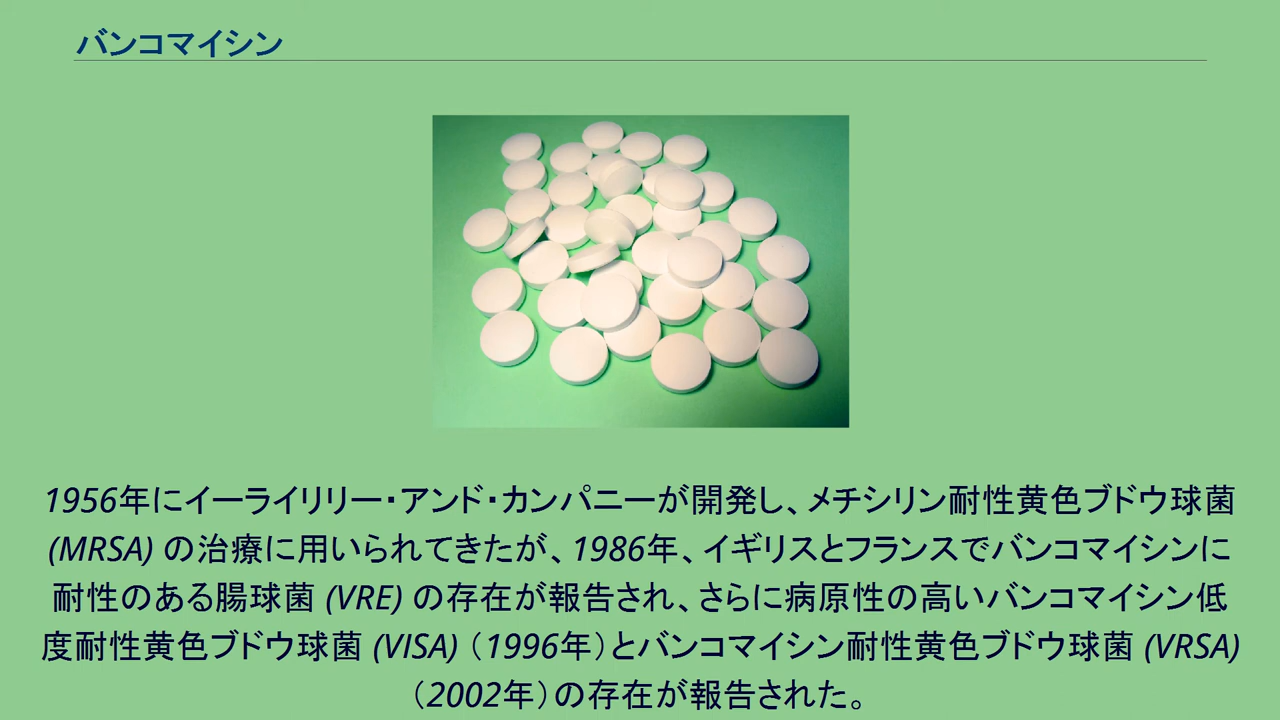 バンコマイシン
1956年にイーライリリー・アンド・カンパニーが開発し、メチシリン耐性黄色ブドウ球菌
(MRSA) の治療に用いられてきたが、1986年、イギリスとフランスでバンコマイシンに
耐性のある腸球菌 (VRE) の存在が報告され、さらに病原性の高いバンコマイシン低
度耐性黄色ブドウ球菌 (VISA)（1996年）とバンコマイシン耐性黄色ブドウ球菌 (VRSA)
（2002年）の存在が報告された。